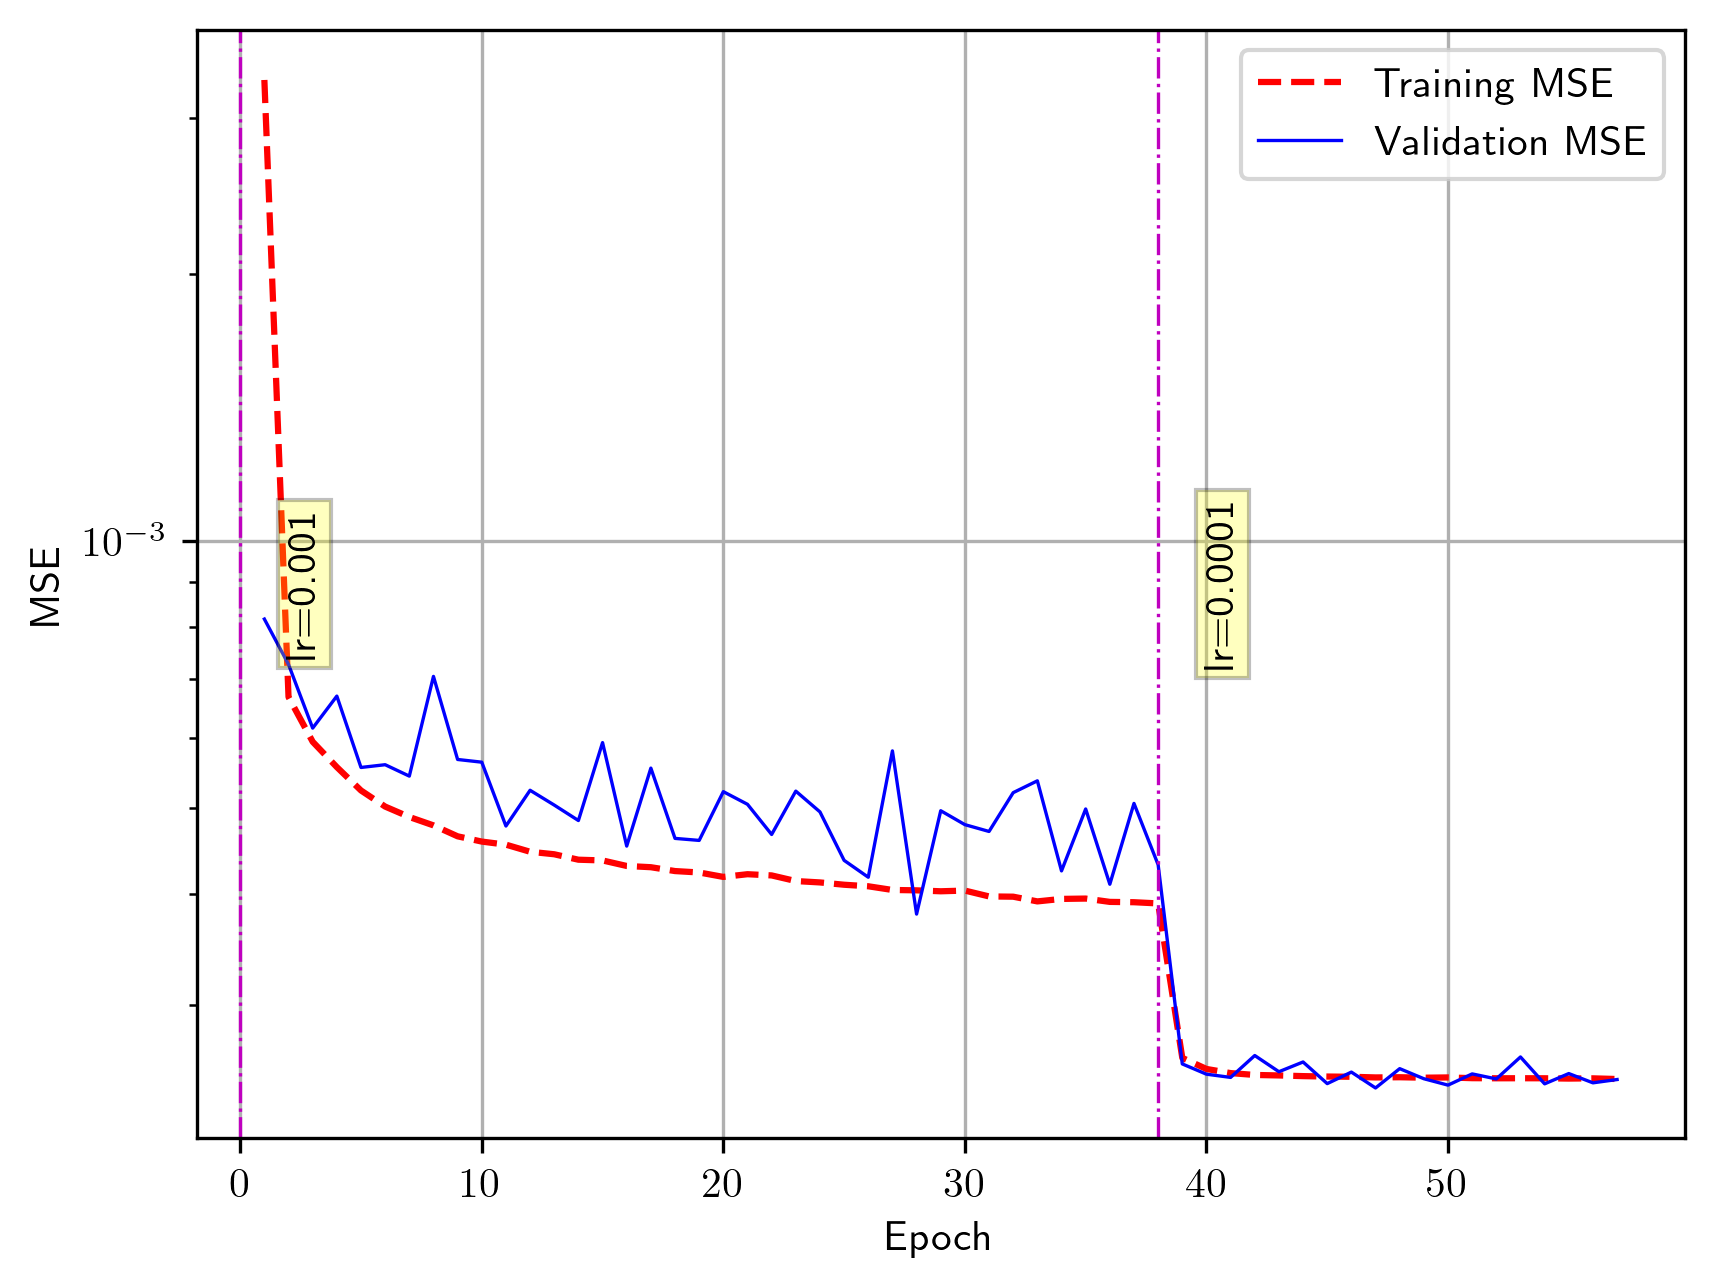 Training MSE
Validation MSE
lr=0.001
lr=0.0001
10⁻³
MSE
0 10 20 30 40 50
Epoch